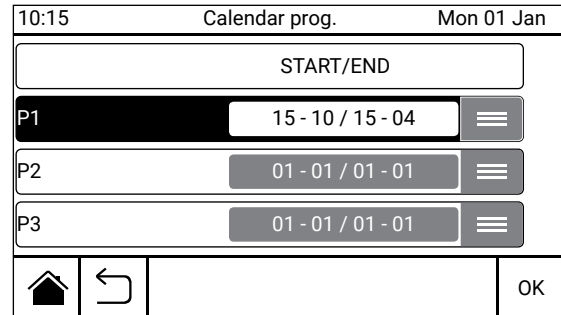 10:15 Calendar prog. Mon 01 Jan
START/END
P1 15 - 10 / 15 - 04
P2 01 - 01 / 01 - 01
P3 01 - 01 / 01 - 01
OK